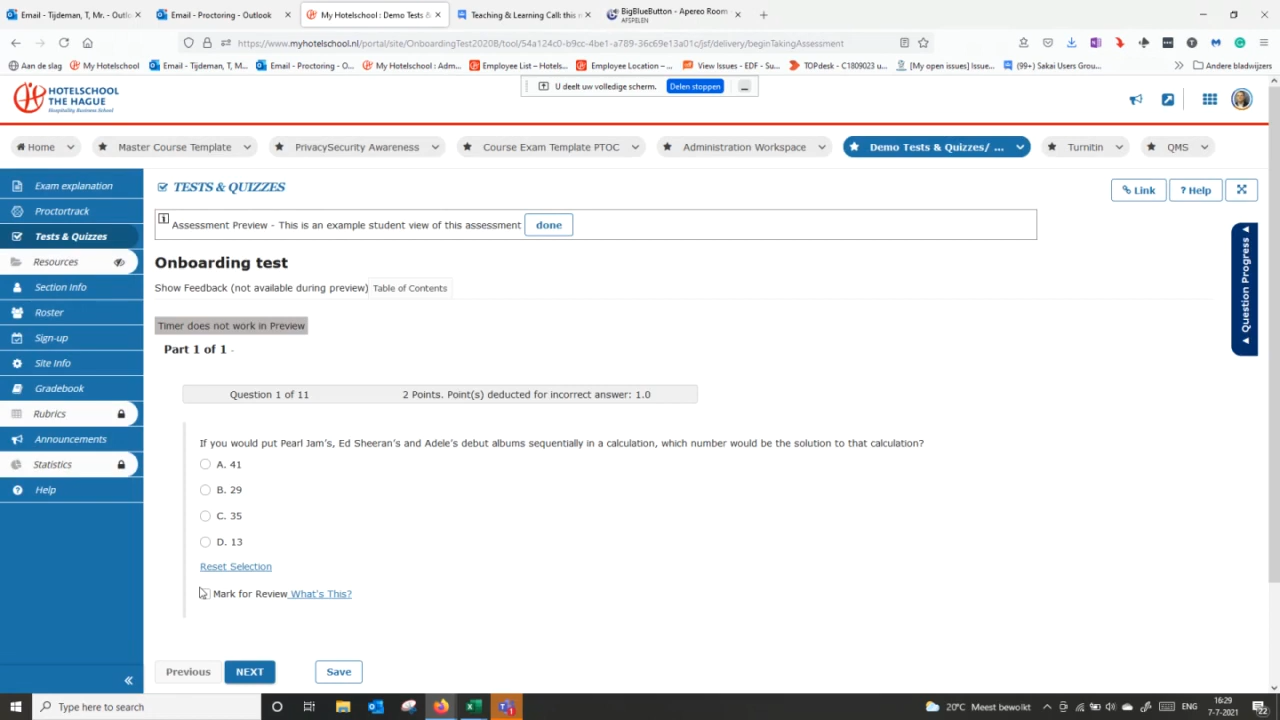 Email - Tijdeman, T, Mr. - Outlo
Email - Proctoring - Outlook
My Hotelschool : Demo Tests &
Teaching & Learning Call: this r
BigBlueButton - Apereo Room
AFSPELEN
https://www.myhotelschool.nl/portal/site/OnboardingTest2020B/tool/54a124c0-b9cc-4be1-a789-36c69e13a01c/jsf/delivery/beginTakingAssessment
Aan de slag
My Hotelschool
Email - Tijdeman, T, M...
Email - Proctoring - O...
My Hotelschool : Adm...
Employee List – Hotels...
Employee Location – ...
View Issues - EDF - Su...
TOPdesk - C1809023 u...
[My open issues] Issue...
(99+) Sakai Users Grou...
Andere bladwijzers
U deelt uw volledige scherm.
Delen stoppen
HOTELSCHOOL
THE HAGUE
Hospitality Business School
Home
Master Course Template
PrivacySecurity Awareness
Course Exam Template PTOC
Administration Workspace
Demo Tests & Quizzes/ ...
Turnitin
QMS
Exam explanation
Proctortrack
Tests & Quizzes
Resources
Section Info
Roster
Sign-up
Site Info
Gradebook
Rubrics
Announcements
Statistics
Help
TESTS & QUIZZES
Link
? Help
Assessment Preview - This is an example student view of this assessment
done
Onboarding test
Show Feedback (not available during preview)
Table of Contents
Timer does not work in Preview
Part 1 of 1 -
Question 1 of 11
2 Points. Point(s) deducted for incorrect answer: 1.0
If you would put Pearl Jam's, Ed Sheeran's and Adele's debut albums sequentially in a calculation, which number would be the solution to that calculation?
A. 41
B. 29
C. 35
D. 13
Reset Selection
Mark for Review What's This?
Previous
NEXT
Save
Question Progress
Type here to search
20°C Meest bewolkt
ENG
16:29
7-7-2021
22